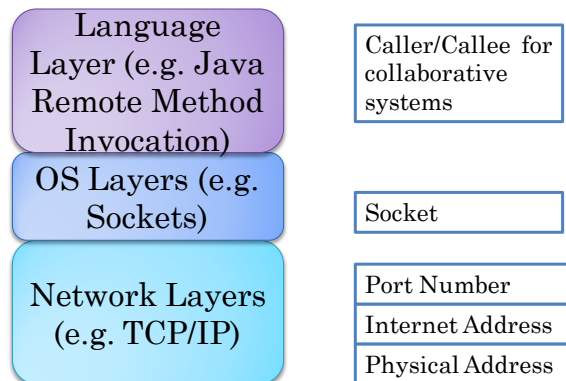 Language
Layer (e.g. Java
Remote Method
Invocation)
Caller/Callee for
collaborative
systems
OS Layers (e.g.
Sockets)
Socket
Network Layers
(e.g. TCP/IP)
Port Number
Internet Address
Physical Address